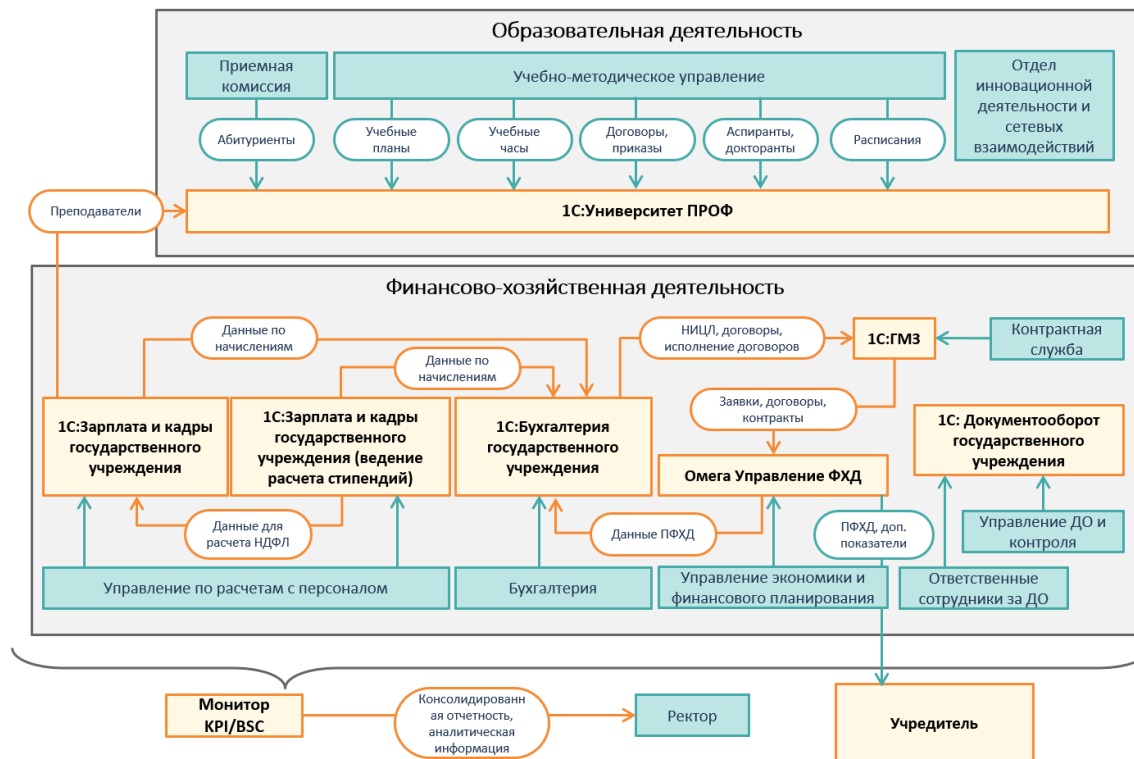 Образовательная деятельность
Приемная
комиссия
Учебно-методическое управление
Отдел
инновационной
деятельности и
сетевых
взаимодействий
Абитуриенты
Учебные
планы
Учебные
часы
Договоры,
приказы
Аспиранты,
докторанты
Расписания
Преподаватели
1С:Университет ПРОФ
Финансово-хозяйственная деятельность
Данные по
начислениям
Данные по
начислениям
НИЦЛ, договоры,
исполнение договоров
1С:ГМЗ
Контрактная
служба
Заявки, договоры,
контракты
1С:Зарплата и кадры
государственного
учреждения
1С:Зарплата и кадры
государственного
учреждения (ведение
расчета стипендий)
1С:Бухгалтерия
государственного
учреждения
Омега Управление ФХД
1С: Документооборот
государственного
учреждения
Данные для
расчета НДФЛ
Данные ПФХД
ПФХД, доп.
показатели
Управление ДО и
контроля
Управление по расчетам с персоналом
Бухгалтерия
Управление экономики и
финансового планирования
Ответственные
сотрудники за ДО
Монитор
KPI/BSC
Консолидированн
ая отчетность,
аналитическая
информация
Ректор
Учредитель